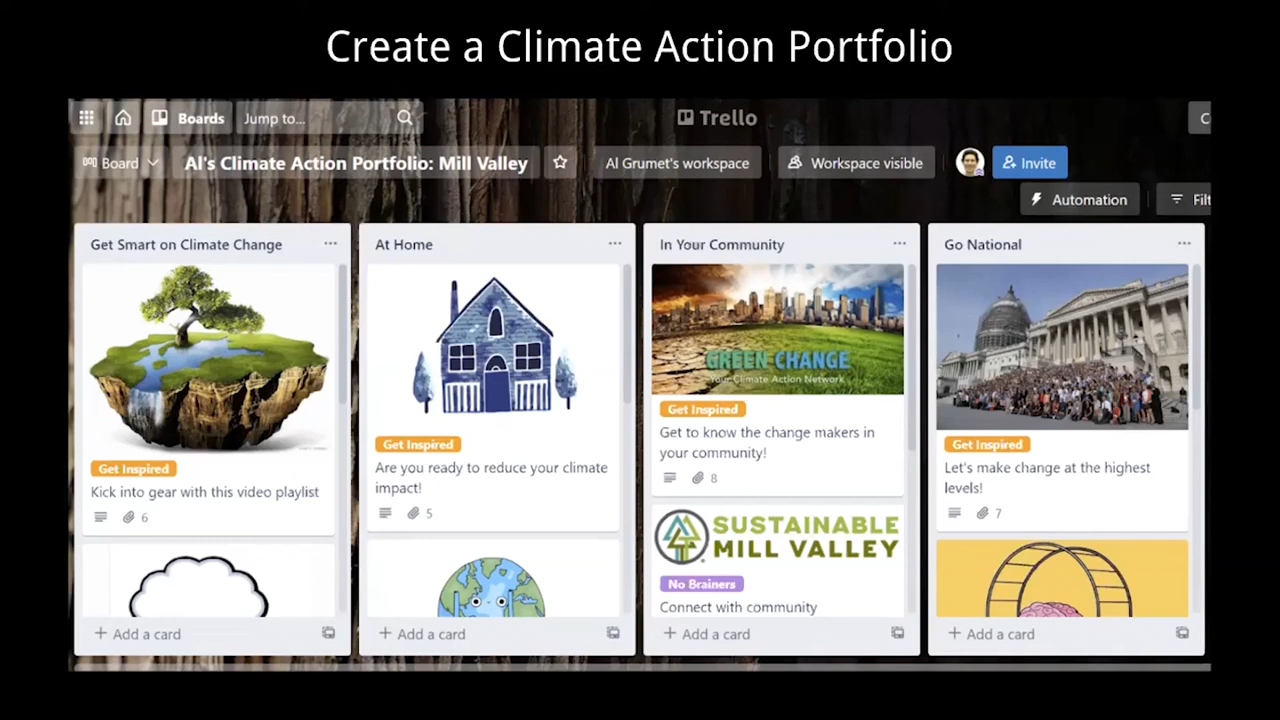 Create a Climate Action Portfolio
Boards
Jump to...
Trello
Board
Al's Climate Action Portfolio: Mill Valley
Al Grumet's workspace
Workspace visible
Invite
Automation
Get Smart on Climate Change
Get Inspired
Kick into gear with this video playlist
6
+ Add a card
At Home
Get Inspired
Are you ready to reduce your climate
impact!
5
+ Add a card
In Your Community
GREEN CHANGE
Your Climate Action Network
Get Inspired
Get to know the change makers in
your community!
8
SUSTAINABLE
MILL VALLEY
No Brainers
Connect with community
+ Add a card
Go National
Get Inspired
Let's make change at the highest
levels!
7
+ Add a card